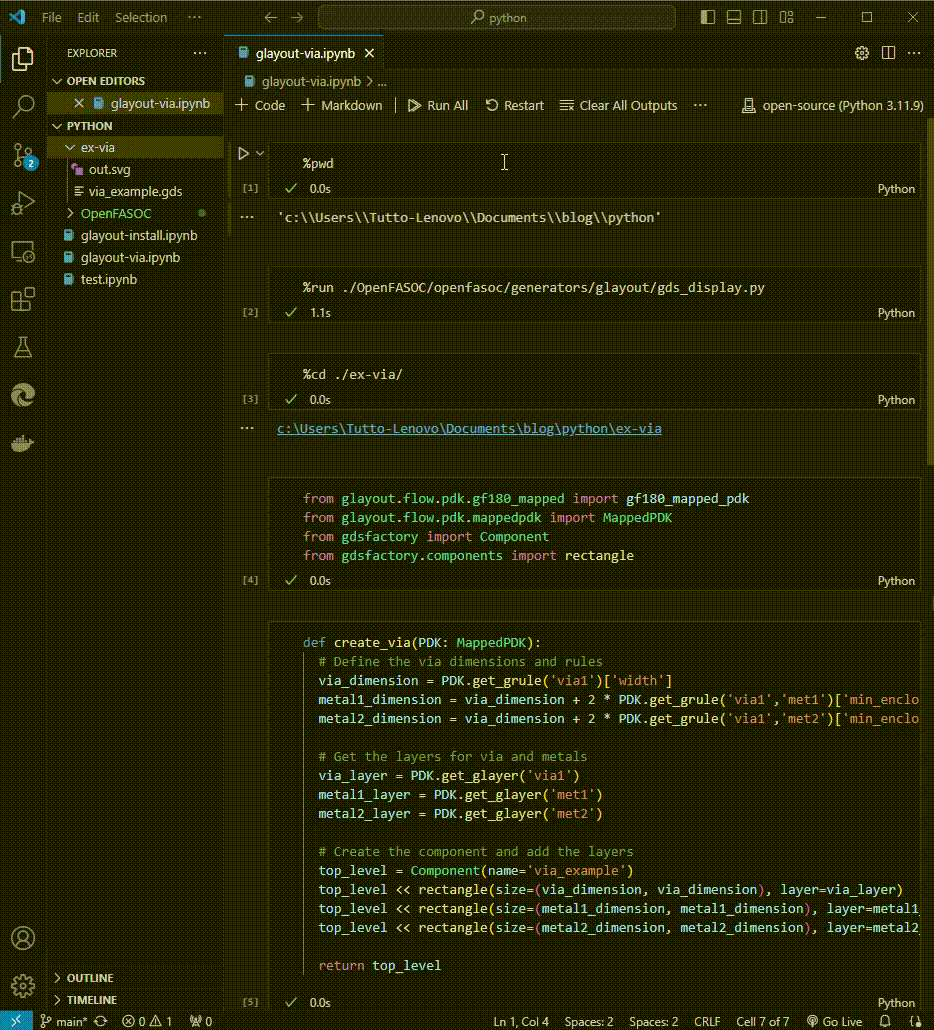 File Edit Selection ··· python
EXPLORER ···
OPEN EDITORS
glayout-via.ipynb
PYTHON
ex-via
out.svg
via_example.gds
OpenFASOC
glayout-install.ipynb
glayout-via.ipynb
test.ipynb
OUTLINE
TIMELINE
2
glayout-via.ipynb
glayout-via.ipynb > ...
+ Code + Markdown Run All Restart Clear All Outputs ··· open-source (Python 3.11.9)
%pwd
[1] 0.0s Python
'c:\\Users\\Tutto-Lenovo\\Documents\\blog\\python'
%run ./OpenFASOC/openfasoc/generators/glayout/gds_display.py
[2] 1.1s Python
%cd ./ex-via/
[3] 0.0s Python
c:\Users\Tutto-Lenovo\Documents\blog\python\ex-via
from glayout.flow.pdk.gf180_mapped import gf180_mapped_pdk
from glayout.flow.pdk.mappedpdk import MappedPDK
from gdsfactory import Component
from gdsfactory.components import rectangle
[4] 0.0s Python
def create_via(PDK: MappedPDK):
# Define the via dimensions and rules
via_dimension = PDK.get_grule('via1')['width']
metal1_dimension = via_dimension + 2 * PDK.get_grule('via1','met1')['min_enclo
metal2_dimension = via_dimension + 2 * PDK.get_grule('via1','met2')['min_enclo
# Get the layers for via and metals
via_layer = PDK.get_glayer('via1')
metal1_layer = PDK.get_glayer('met1')
metal2_layer = PDK.get_glayer('met2')
# Create the component and add the layers
top_level = Component(name='via_example')
top_level << rectangle(size=(via_dimension, via_dimension), layer=via_layer)
top_level << rectangle(size=(metal1_dimension, metal1_dimension), layer=metal1_
top_level << rectangle(size=(metal2_dimension, metal2_dimension), layer=metal2_
return top_level
[5] 0.0s Python
main* 0 1 0 Ln 1, Col 4 Spaces: 2 Spaces: 2 CRLF Cell 7 of 7 Go Live